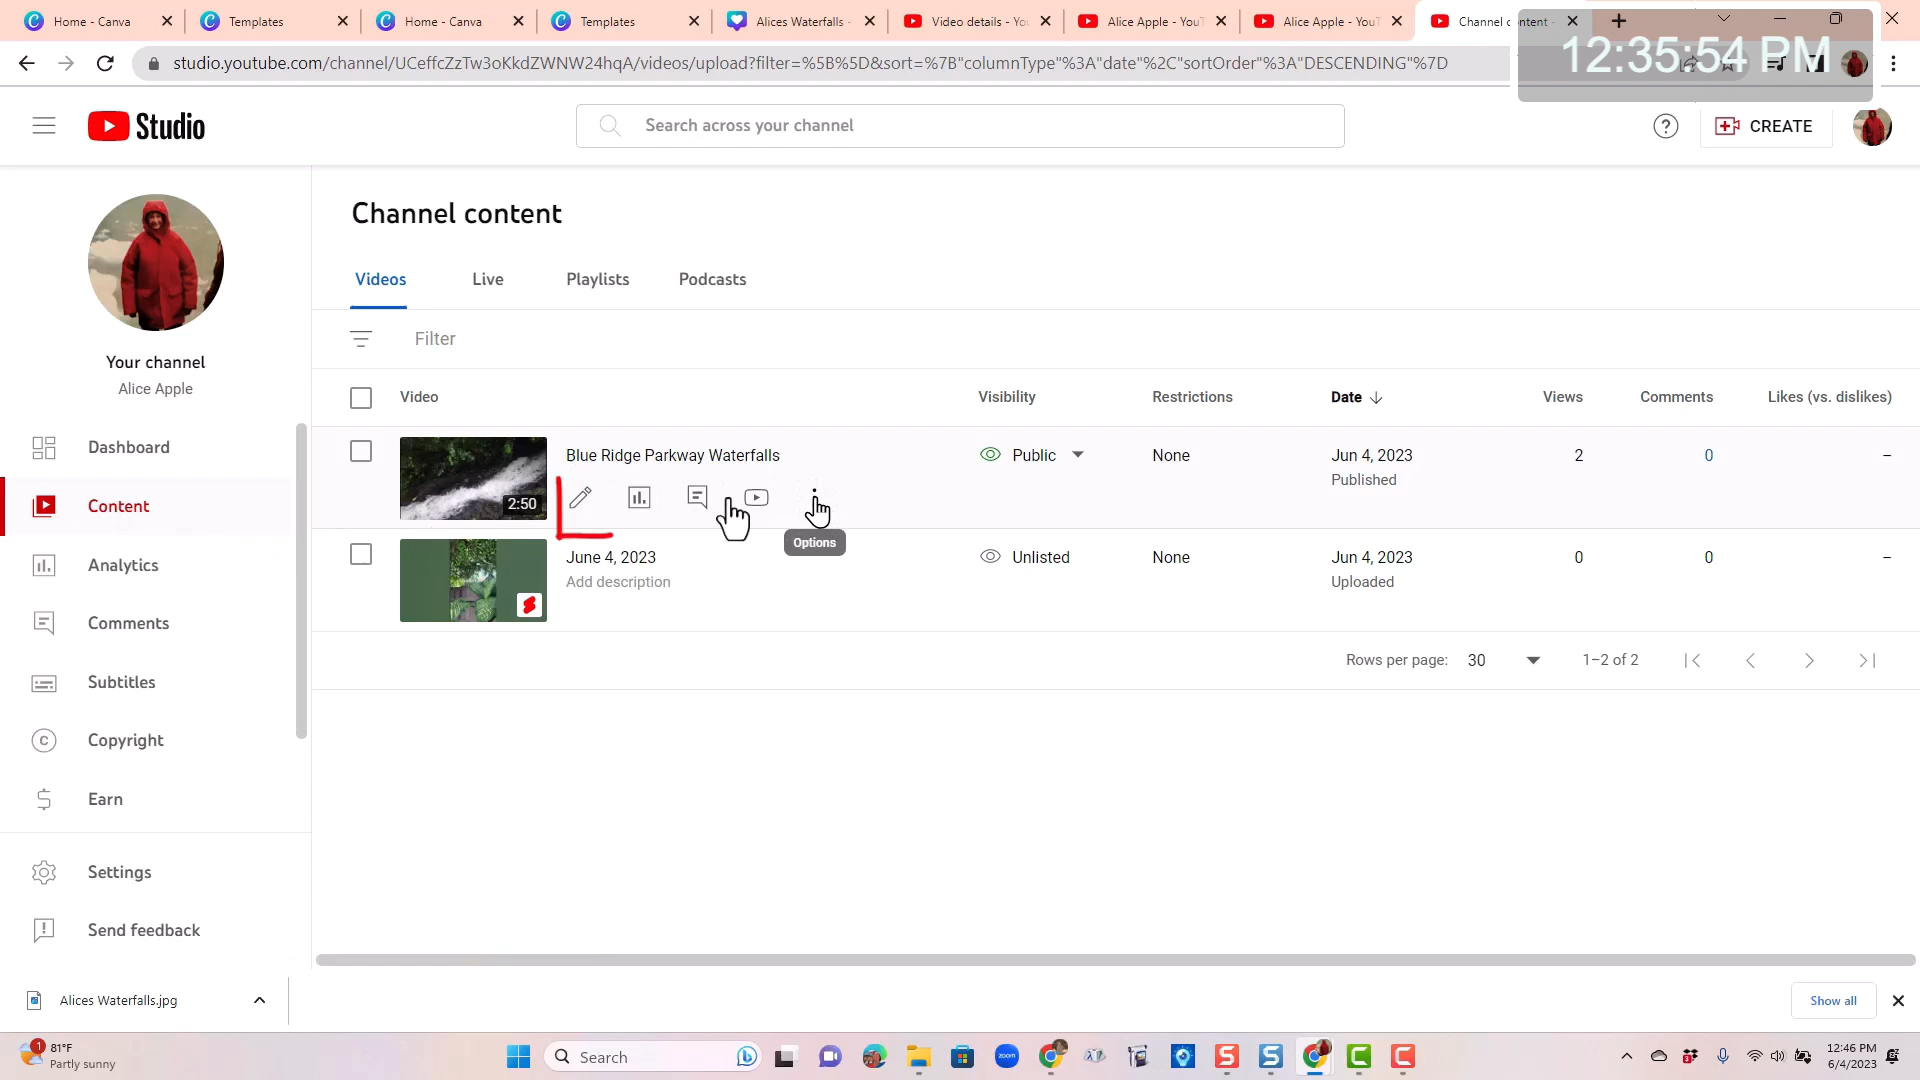 Home - Canva
Templates
Home - Canva
Templates
Alices Waterfalls -
Video details - Yo
Alice Apple - YouT
Alice Apple - YouT
Channel content -
studio.youtube.com/channel/UCeffcZzTw3oKkdZWNW24hqA/videos/upload?filter=%5B%5D&sort=%7B"columnType"%3A"date"%2C"sortOrder"%3A"DESCENDING"%7D
12:35:54 PM
Studio
Search across your channel
CREATE
Channel content
Videos
Live
Playlists
Podcasts
Filter
Your channel
Alice Apple
Dashboard
Content
Analytics
Comments
Subtitles
Copyright
Earn
Settings
Send feedback
Video
Visibility
Restrictions
Date
Views
Comments
Likes (vs. dislikes)
2:50
Blue Ridge Parkway Waterfalls
Public
None
Jun 4, 2023
Published
2
0
–
Options
June 4, 2023
Add description
Unlisted
None
Jun 4, 2023
Uploaded
0
0
–
Rows per page: 30
1–2 of 2
Alices Waterfalls.jpg
Show all
1
81°F
Partly sunny
Search
zoom
12:46 PM
6/4/2023